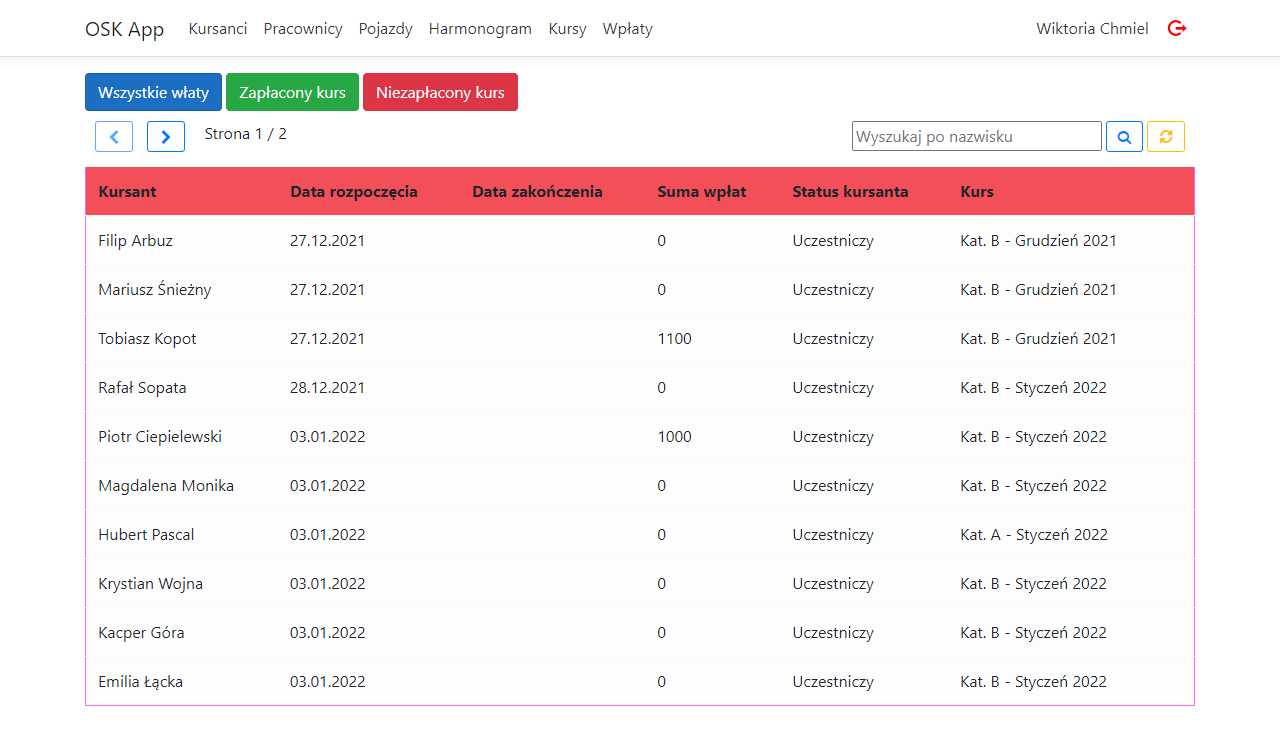 OSK App Kursanci Pracownicy Pojazdy Harmonogram Kursy Wpłaty Wiktoria Chmiel
Wszystkie właty Zapłacony kurs Niezapłacony kurs
Strona 1 / 2 Wyszukaj po nazwisku
Kursant Data rozpoczęcia Data zakończenia Suma wpłat Status kursanta Kurs
Filip Arbuz 27.12.2021 0 Uczestniczy Kat. B - Grudzień 2021
Mariusz Śnieżny 27.12.2021 0 Uczestniczy Kat. B - Grudzień 2021
Tobiasz Kopot 27.12.2021 1100 Uczestniczy Kat. B - Grudzień 2021
Rafał Sopata 28.12.2021 0 Uczestniczy Kat. B - Styczeń 2022
Piotr Ciepielewski 03.01.2022 1000 Uczestniczy Kat. B - Styczeń 2022
Magdalena Monika 03.01.2022 0 Uczestniczy Kat. B - Styczeń 2022
Hubert Pascal 03.01.2022 0 Uczestniczy Kat. A - Styczeń 2022
Krystian Wojna 03.01.2022 0 Uczestniczy Kat. B - Styczeń 2022
Kacper Góra 03.01.2022 0 Uczestniczy Kat. B - Styczeń 2022
Emilia Łącka 03.01.2022 0 Uczestniczy Kat. B - Styczeń 2022